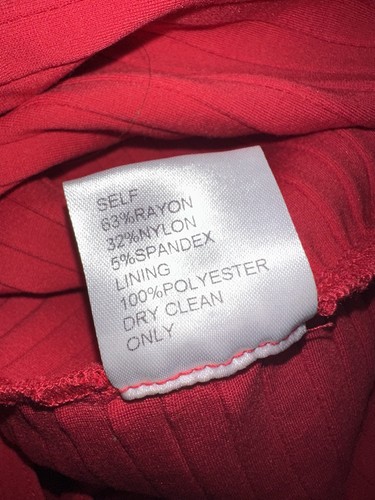 SELF
63%RAYON
32%NYLON
5%SPANDEX
LINING
100%POLYESTER
DRY CLEAN
ONLY